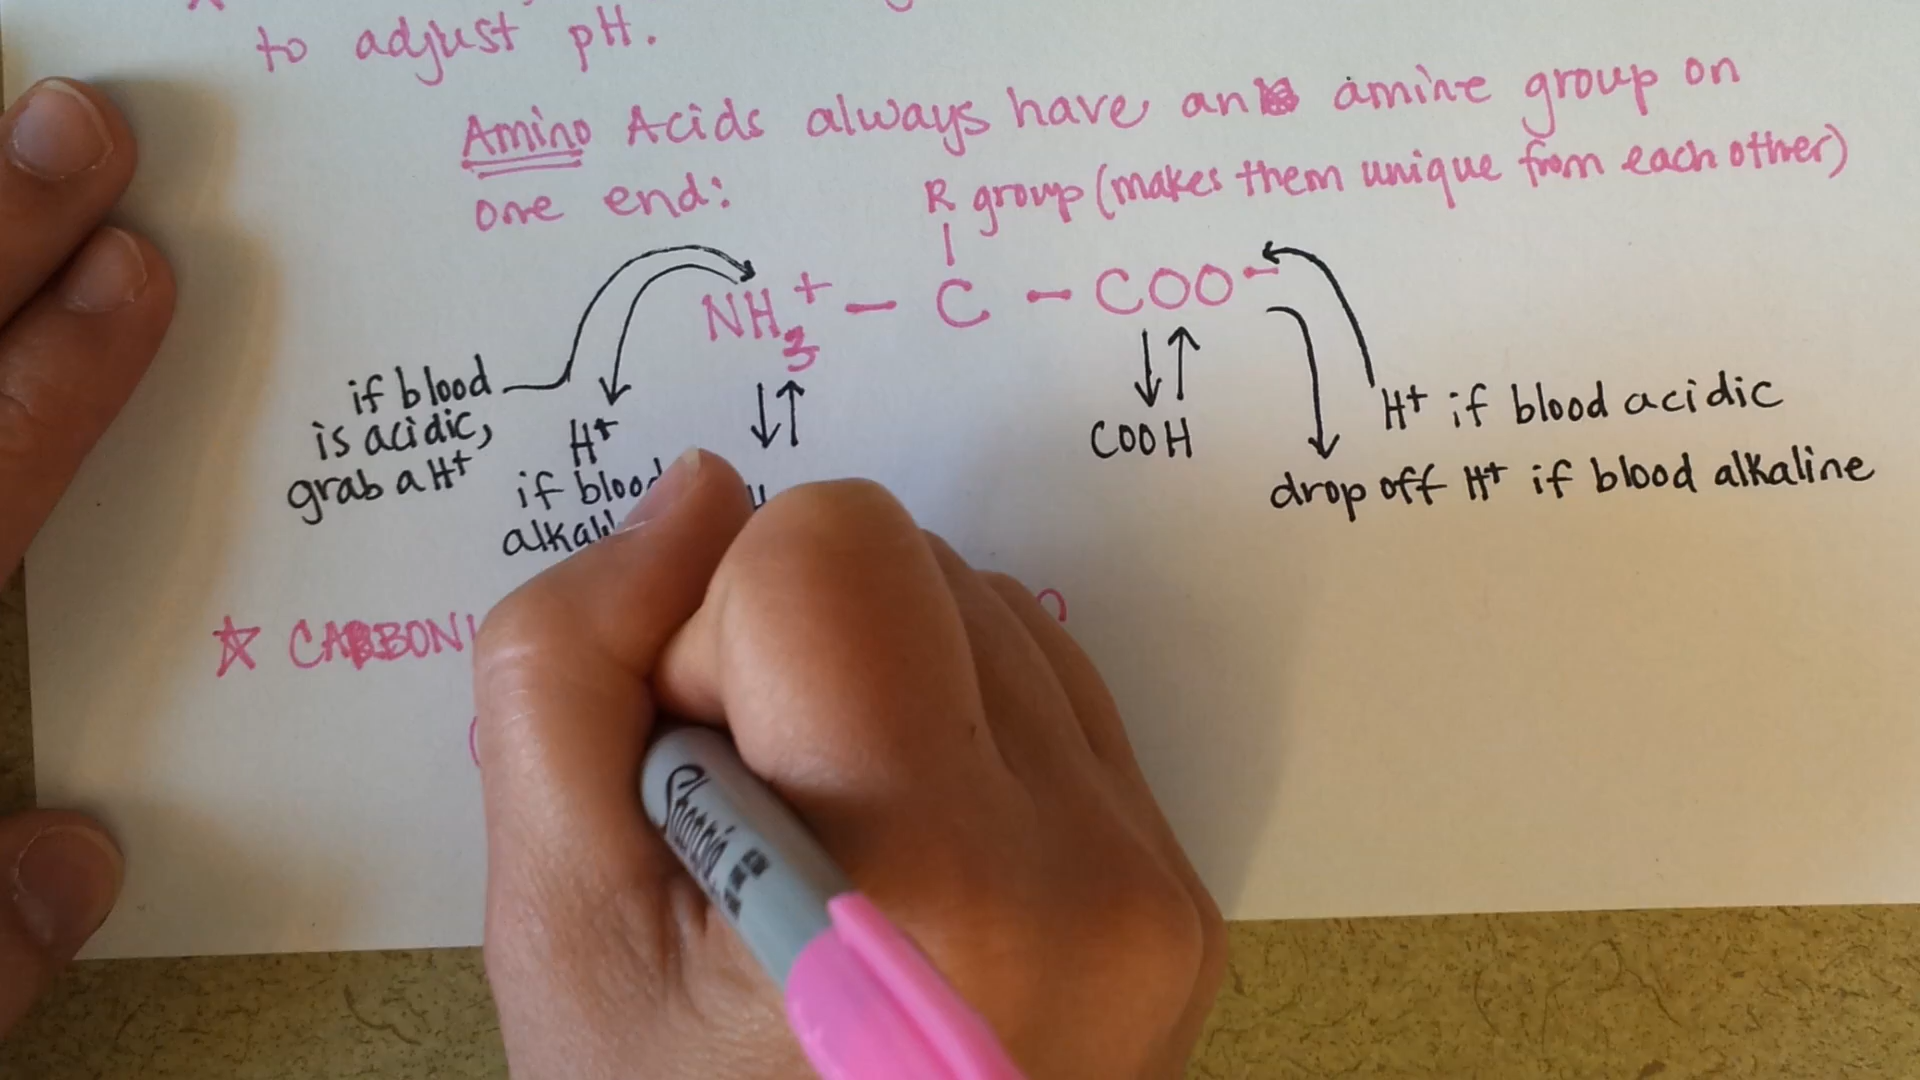 to adjust pH.
Amino Acids always have an amine group on
one end:
R group (makes them unique from each other)
NH3+ – C – COO-
if blood
is acidic,
grab a H+
H+
if blood
COOH
H+ if blood acidic
drop off H+ if blood alkaline
Sharpie